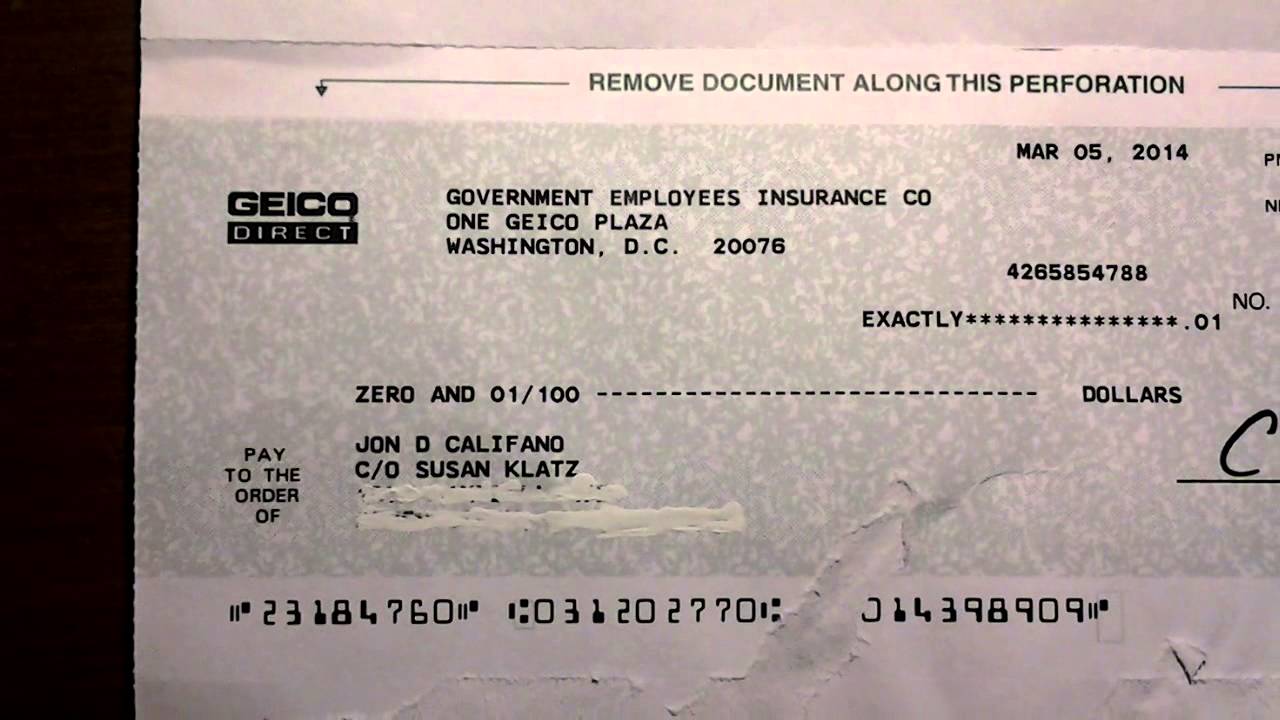 REMOVE DOCUMENT ALONG THIS PERFORATION
MAR 05, 2014
GEICO
DIRECT
GOVERNMENT EMPLOYEES INSURANCE CO
ONE GEICO PLAZA
WASHINGTON, D.C. 20076
4265854788
NO.
EXACTLY***************.01
ZERO AND 01/100 ------------------------------ DOLLARS
PAY
TO THE
ORDER
OF
JON D CALIFANO
C/O SUSAN KLATZ
⑈23184760⑈ ⑆031202770⑆ 014398909⑈